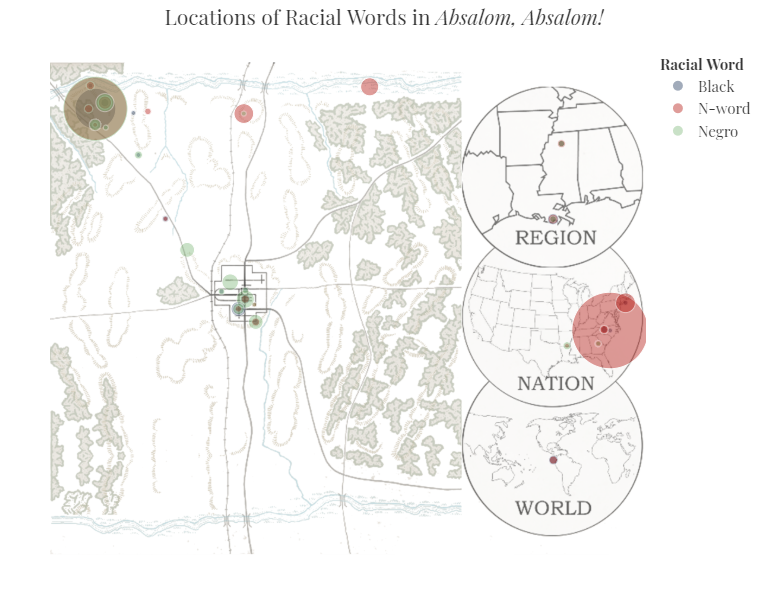 Locations of Racial Words in Absalom, Absalom!
Racial Word
Black
N-word
Negro
REGION
NATION
WORLD